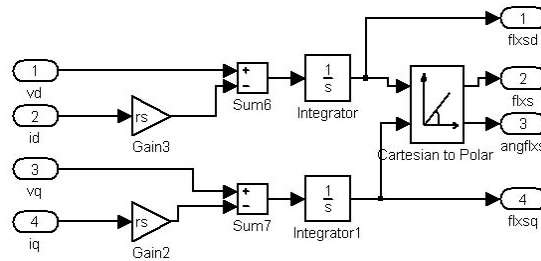 1
flxsd
1
vd
+
-
Sum6
1
s
Integrator
2
flxs
2
id
rs
Gain3
Cartesian to Polar
3
angflxs
3
vq
+
-
Sum7
1
s
Integrator1
4
flxsq
4
iq
rs
Gain2